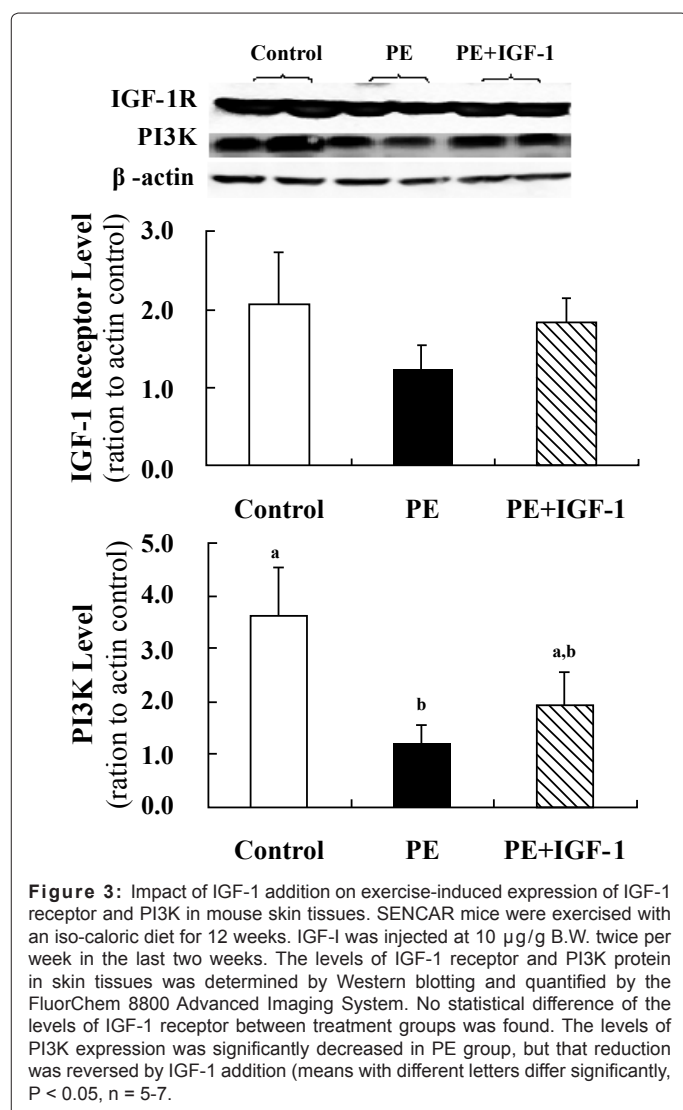 Control PE PE+IGF-1
IGF-1R
PI3K
β -actin
IGF-1 Receptor Level
(ration to actin control)
3.0
2.0
1.0
0.0
Control PE PE+IGF-1
PI3K Level
(ration to actin control)
5.0
4.0
3.0
2.0
1.0
0.0
a
b
a,b
Control PE PE+IGF-1
Figure 3: Impact of IGF-1 addition on exercise-induced expression of IGF-1
receptor and PI3K in mouse skin tissues. SENCAR mice were exercised with
an iso-caloric diet for 12 weeks. IGF-I was injected at 10 µg/g B.W. twice per
week in the last two weeks. The levels of IGF-1 receptor and PI3K protein
in skin tissues was determined by Western blotting and quantified by the
FluorChem 8800 Advanced Imaging System. No statistical difference of the
levels of IGF-1 receptor between treatment groups was found. The levels of
PI3K expression was significantly decreased in PE group, but that reduction
was reversed by IGF-1 addition (means with different letters differ significantly,
P < 0.05, n = 5-7.